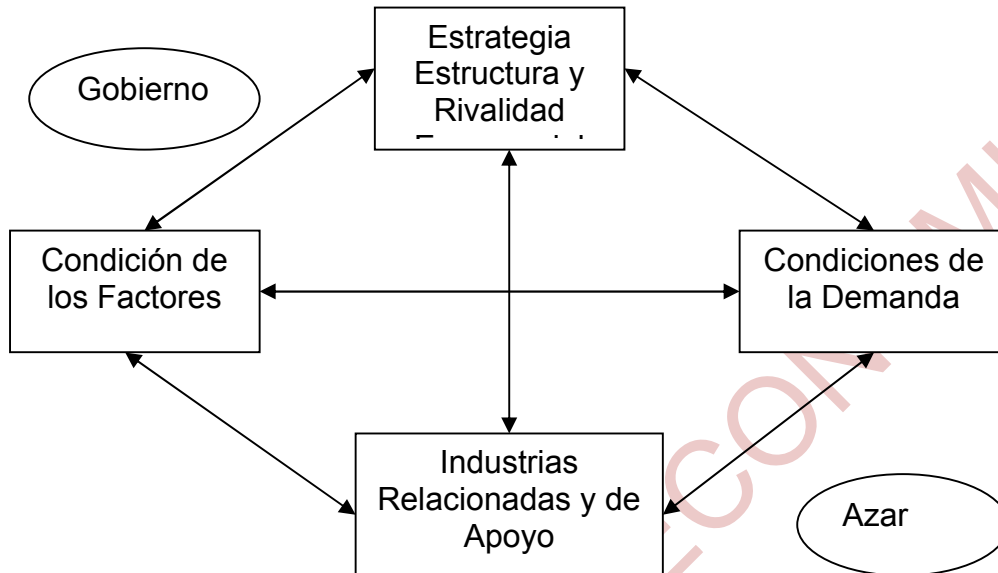 Estrategia
Estructura y
Rivalidad
Gobierno
Condición de
los Factores
Condiciones de
la Demanda
Industrias
Relacionadas y de
Apoyo
Azar